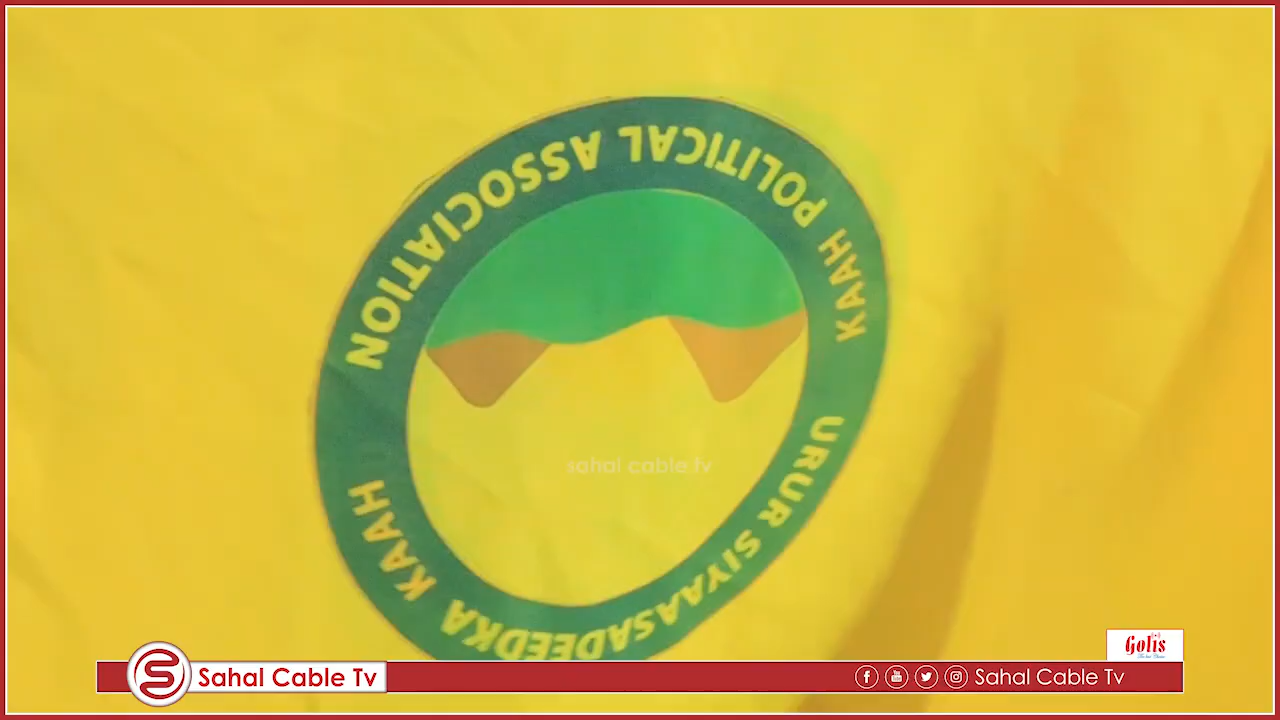 KAAH POLITICAL ASSOCIATION
URUR SIYAASADEEDKA KAAH
sahal cable tv
Golis
Sahal Cable Tv
Sahal Cable Tv